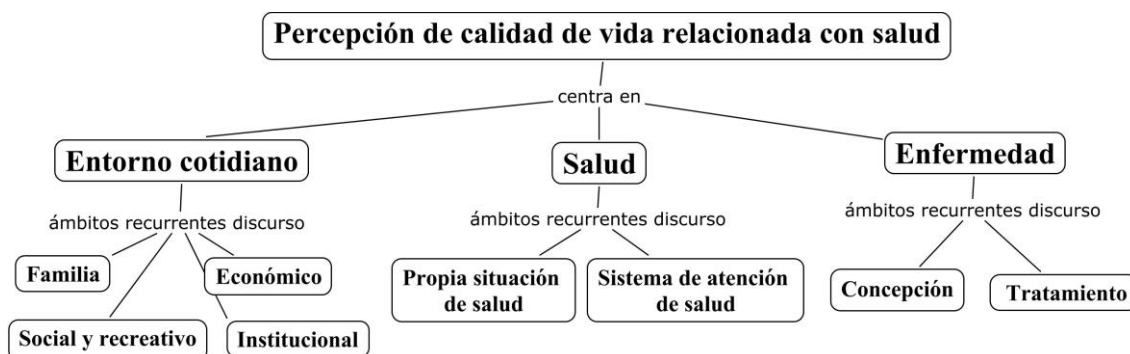 Percepción de calidad de vida relacionada con salud
centra en
Entorno cotidiano
ámbitos recurrentes discurso
Familia
Económico
Social y recreativo
Institucional
Salud
ámbitos recurrentes discurso
Propia situación
de salud
Sistema de atención
de salud
Enfermedad
ámbitos recurrentes discurso
Concepción
Tratamiento